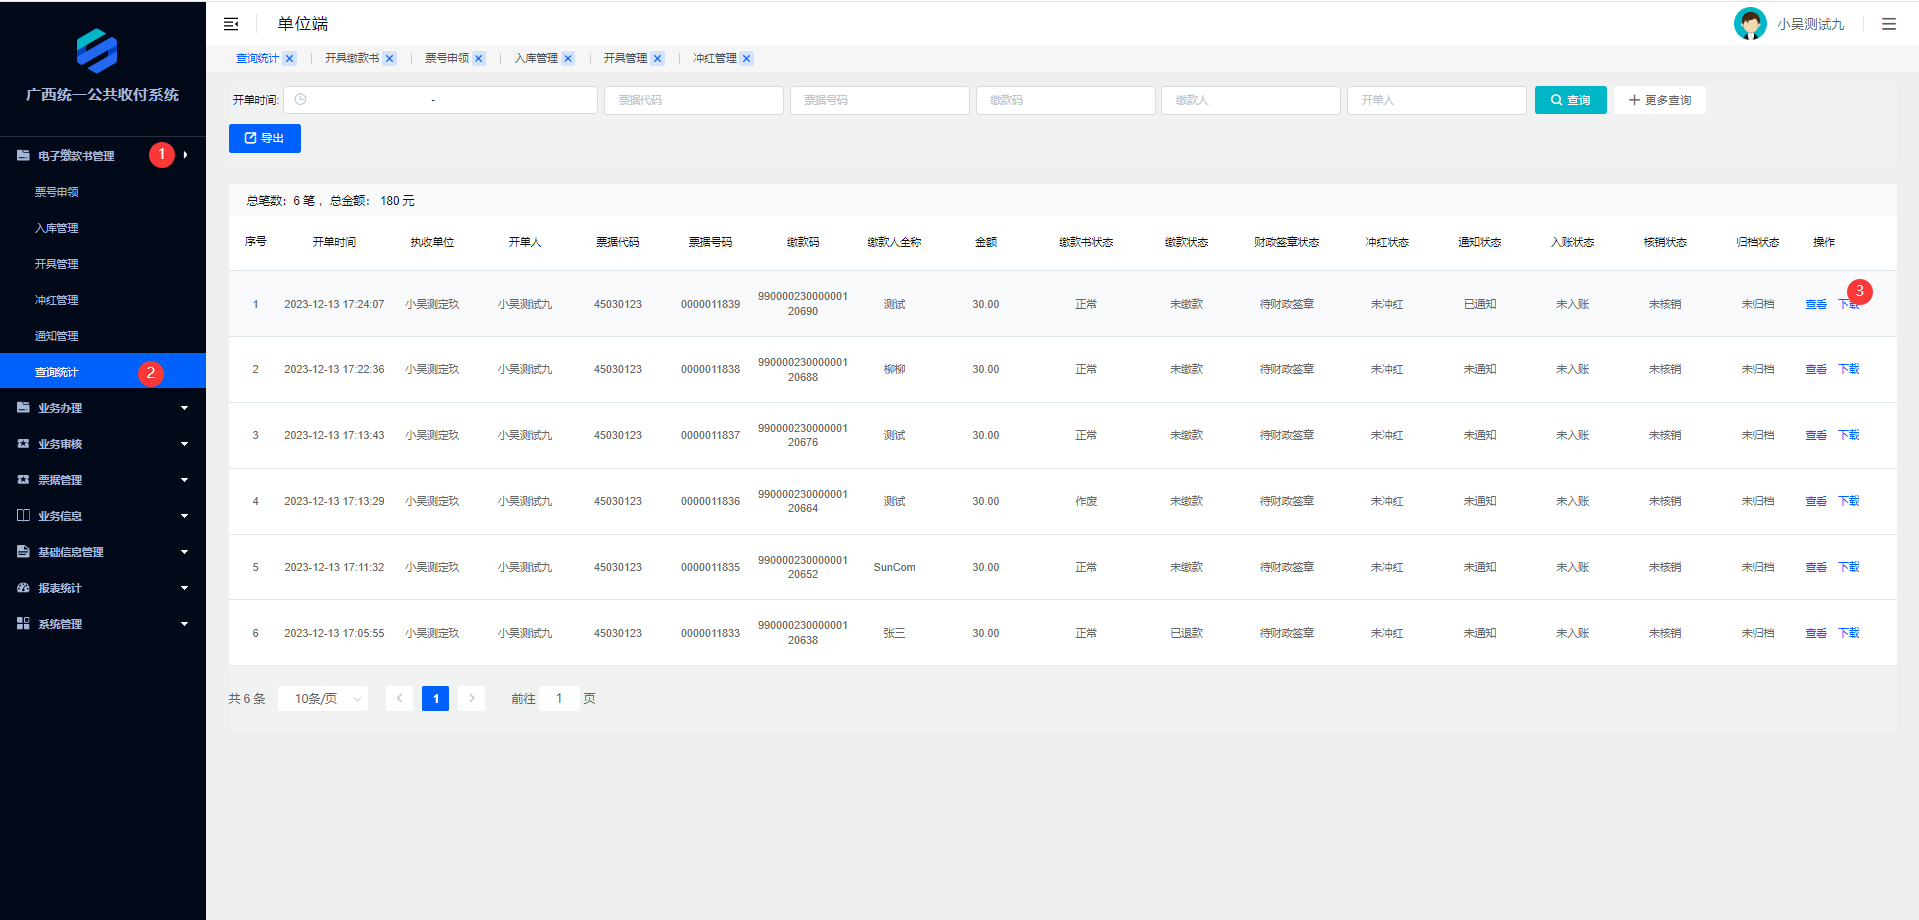 单位端
小吴测试九
广西统一公共收付系统
查询统计 开具缴款书 票号申领 入库管理 开具管理 冲红管理
开单时间: - 票据代码 票据号码 缴款码 缴款人 开单人 查询 更多查询
导出
电子缴款书管理 1
票号申领
入库管理
开具管理
冲红管理
通知管理
查询统计 2
业务办理
业务审核
票据管理
业务信息
基础信息管理
报表统计
系统管理
总笔数: 6 笔 , 总金额: 180 元
序号 开单时间 执收单位 开单人 票据代码 票据号码 缴款码 缴款人全称 金额 缴款书状态 缴款状态 财政签章状态 冲红状态 通知状态 入账状态 核销状态 归档状态 操作
3
1 2023-12-13 17:24:07 小吴测定玖 小吴测试九 45030123 0000011839 99000023000000120690 测试 30.00 正常 未缴款 待财政签章 未冲红 已通知 未入账 未核销 未归档 查看 下载
2 2023-12-13 17:22:36 小吴测定玖 小吴测试九 45030123 0000011838 99000023000000120688 柳柳 30.00 正常 未缴款 待财政签章 未冲红 未通知 未入账 未核销 未归档 查看 下载
3 2023-12-13 17:13:43 小吴测定玖 小吴测试九 45030123 0000011837 99000023000000120676 测试 30.00 正常 未缴款 待财政签章 未冲红 未通知 未入账 未核销 未归档 查看 下载
4 2023-12-13 17:13:29 小吴测定玖 小吴测试九 45030123 0000011836 99000023000000120664 测试 30.00 作废 未缴款 待财政签章 未冲红 未通知 未入账 未核销 未归档 查看 下载
5 2023-12-13 17:11:32 小吴测定玖 小吴测试九 45030123 0000011835 99000023000000120652 SunCom 30.00 正常 未缴款 待财政签章 未冲红 未通知 未入账 未核销 未归档 查看 下载
6 2023-12-13 17:05:55 小吴测定玖 小吴测试九 45030123 0000011833 99000023000000120638 张三 30.00 正常 已退款 待财政签章 未冲红 未通知 未入账 未核销 未归档 查看 下载
共 6 条 10条/页 1 前往 1 页